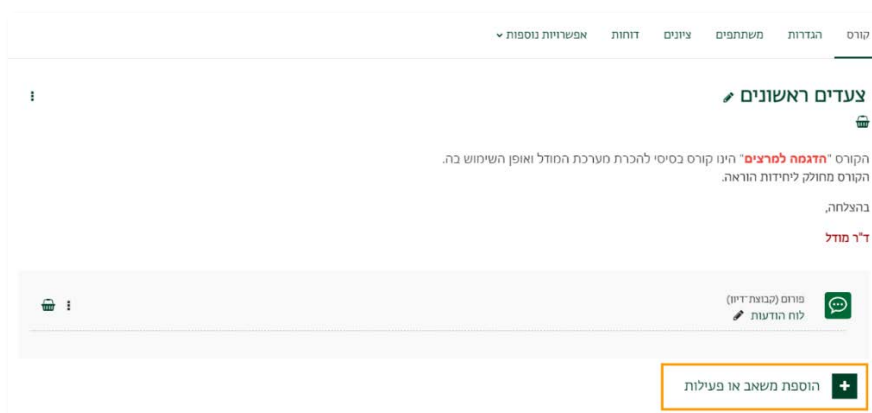 קורס הגדרות משתתפים ציונים דוחות אפשרויות נוספות
צעדים ראשונים
הקורס "הדגמה למרצים" הינו קורס בסיסי להכרת מערכת המודל ואופן השימוש בה.
הקורס מחולק ליחידות הוראה.
בהצלחה,
ד"ר מודל
פורום (קבוצת־דיון)
לוח הודעות
הוספת משאב או פעילות